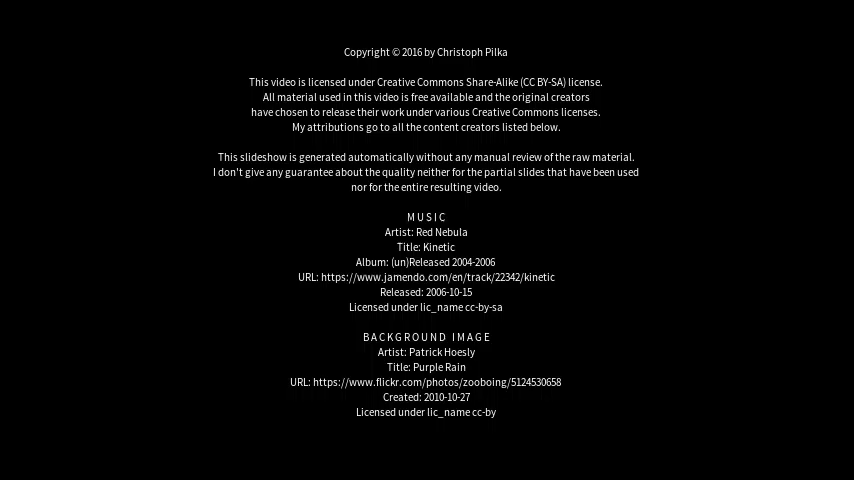 Copyright © 2016 by Christoph Pilka
This video is licensed under Creative Commons Share-Alike (CC BY-SA) license.
All material used in this video is free available and the original creators
have chosen to release their work under various Creative Commons licenses.
My attributions go to all the content creators listed below.
This slideshow is generated automatically without any manual review of the raw material.
I don't give any guarantee about the quality neither for the partial slides that have been used
nor for the entire resulting video.
M U S I C
Artist: Red Nebula
Title: Kinetic
Album: (un)Released 2004-2006
URL: https://www.jamendo.com/en/track/22342/kinetic
Released: 2006-10-15
Licensed under lic_name cc-by-sa
B A C K G R O U N D   I M A G E
Artist: Patrick Hoesly
Title: Purple Rain
URL: https://www.flickr.com/photos/zooboing/5124530658
Created: 2010-10-27
Licensed under lic_name cc-by